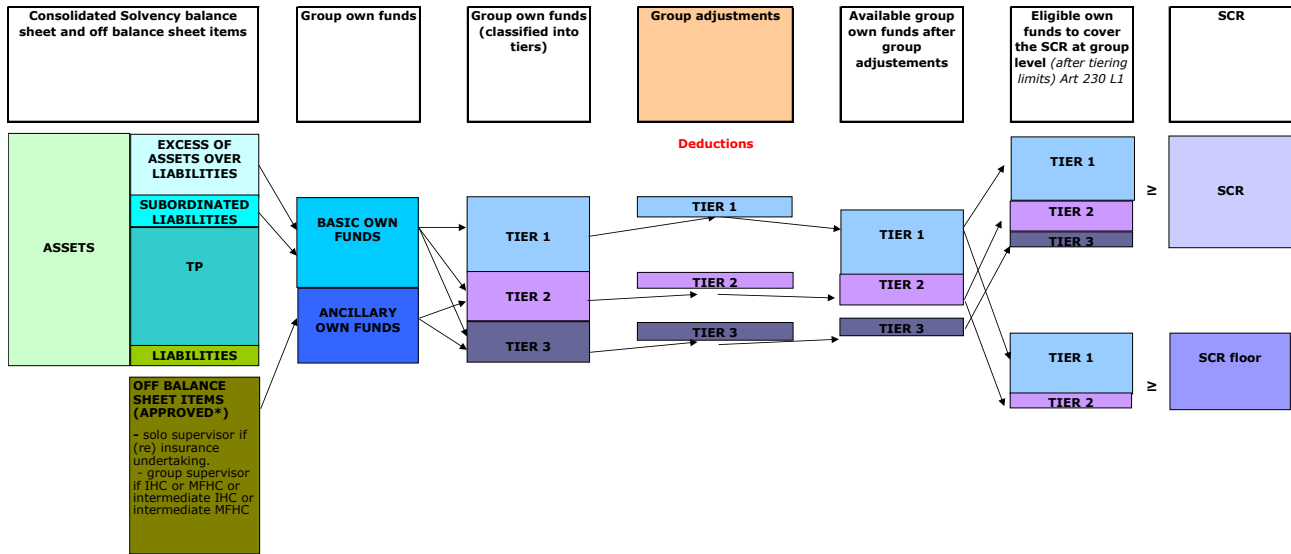 Consolidated Solvency balance
sheet and off balance sheet items
Group own funds
Group own funds
(classified into
tiers)
Group adjustments
Available group
own funds after
group
adjustements
Eligible own
funds to cover
the SCR at group
level (after tiering
limits) Art 230 L1
SCR
ASSETS
EXCESS OF
ASSETS OVER
LIABILITIES
SUBORDINATED
LIABILITIES
TP
LIABILITIES
OFF BALANCE
SHEET ITEMS
(APPROVED*)
- solo supervisor if
(re) insurance
undertaking.
- group supervisor
if IHC or MFHC or
intermediate IHC or
intermediate MFHC
BASIC OWN
FUNDS
ANCILLARY
OWN FUNDS
TIER 1
TIER 2
TIER 3
Deductions
TIER 1
TIER 2
TIER 3
TIER 1
TIER 2
TIER 3
TIER 1
TIER 2
TIER 3
≥
SCR
TIER 1
TIER 2
≥
SCR floor